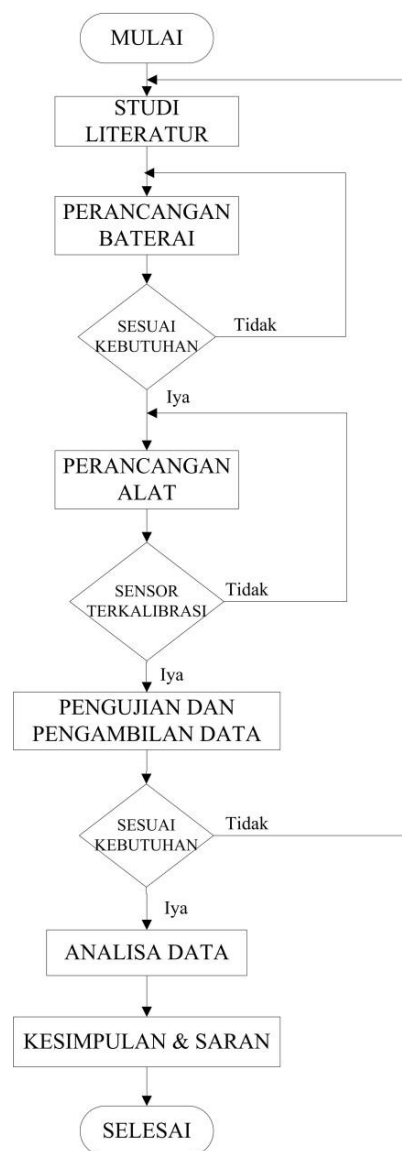 MULAI
STUDI
LITERATUR
PERANCANGAN
BATERAI
SESUAI
KEBUTUHAN
Tidak
Iya
PERANCANGAN
ALAT
SENSOR
TERKALIBRASI
Tidak
Iya
PENGUJIAN DAN
PENGAMBILAN DATA
SESUAI
KEBUTUHAN
Tidak
Iya
ANALISA DATA
KESIMPULAN & SARAN
SELESAI